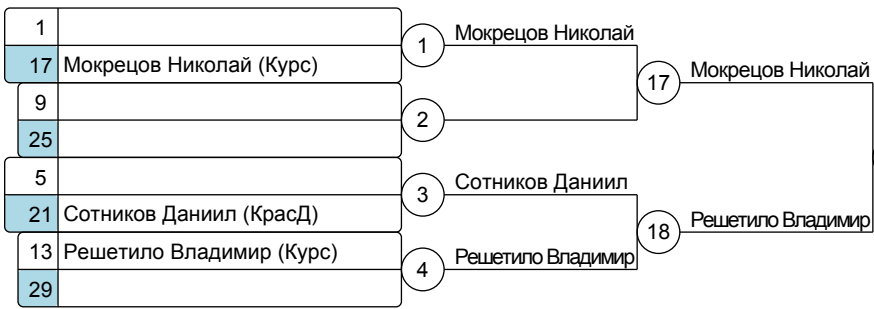 1
17 Мокрецов Николай (Курс)
9
25
5
21 Сотников Даниил (КрасД)
13 Решетило Владимир (Курс)
29
1
Мокрецов Николай
2
3
Сотников Даниил
4
Решетило Владимир
17
Мокрецов Николай
18
Решетило Владимир